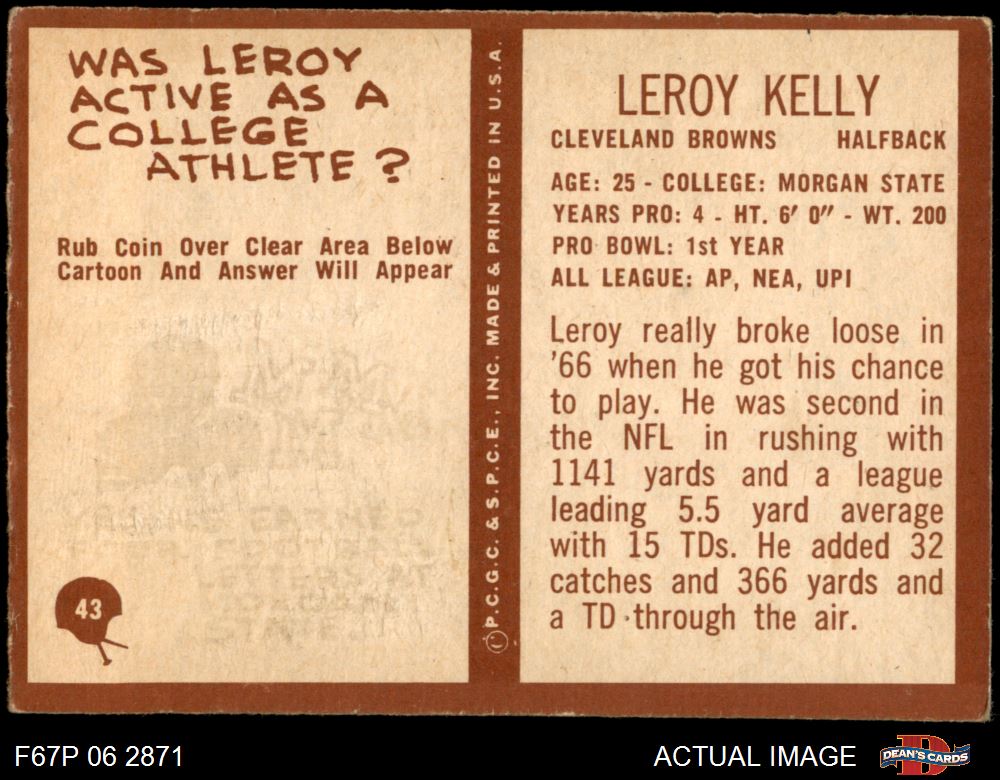 WAS LEROY
ACTIVE AS A
COLLEGE
ATHLETE?
Rub Coin Over Clear Area Below
Cartoon And Answer Will Appear
EARNED
FOOTBALL
LETTERS AT
43
©P.C.G.C. & S.P.C.E., INC. MADE & PRINTED IN U.S.A.
LEROY KELLY
CLEVELAND BROWNS HALFBACK
AGE: 25 - COLLEGE: MORGAN STATE
YEARS PRO: 4 - HT. 6' 0" - WT. 200
PRO BOWL: 1st YEAR
ALL LEAGUE: AP, NEA, UPI
Leroy really broke loose in
'66 when he got his chance
to play. He was second in
the NFL in rushing with
1141 yards and a league
leading 5.5 yard average
with 15 TDs. He added 32
catches and 366 yards and
a TD through the air.
F67P 06 2871
ACTUAL IMAGE
D
DEAN'S CARDS